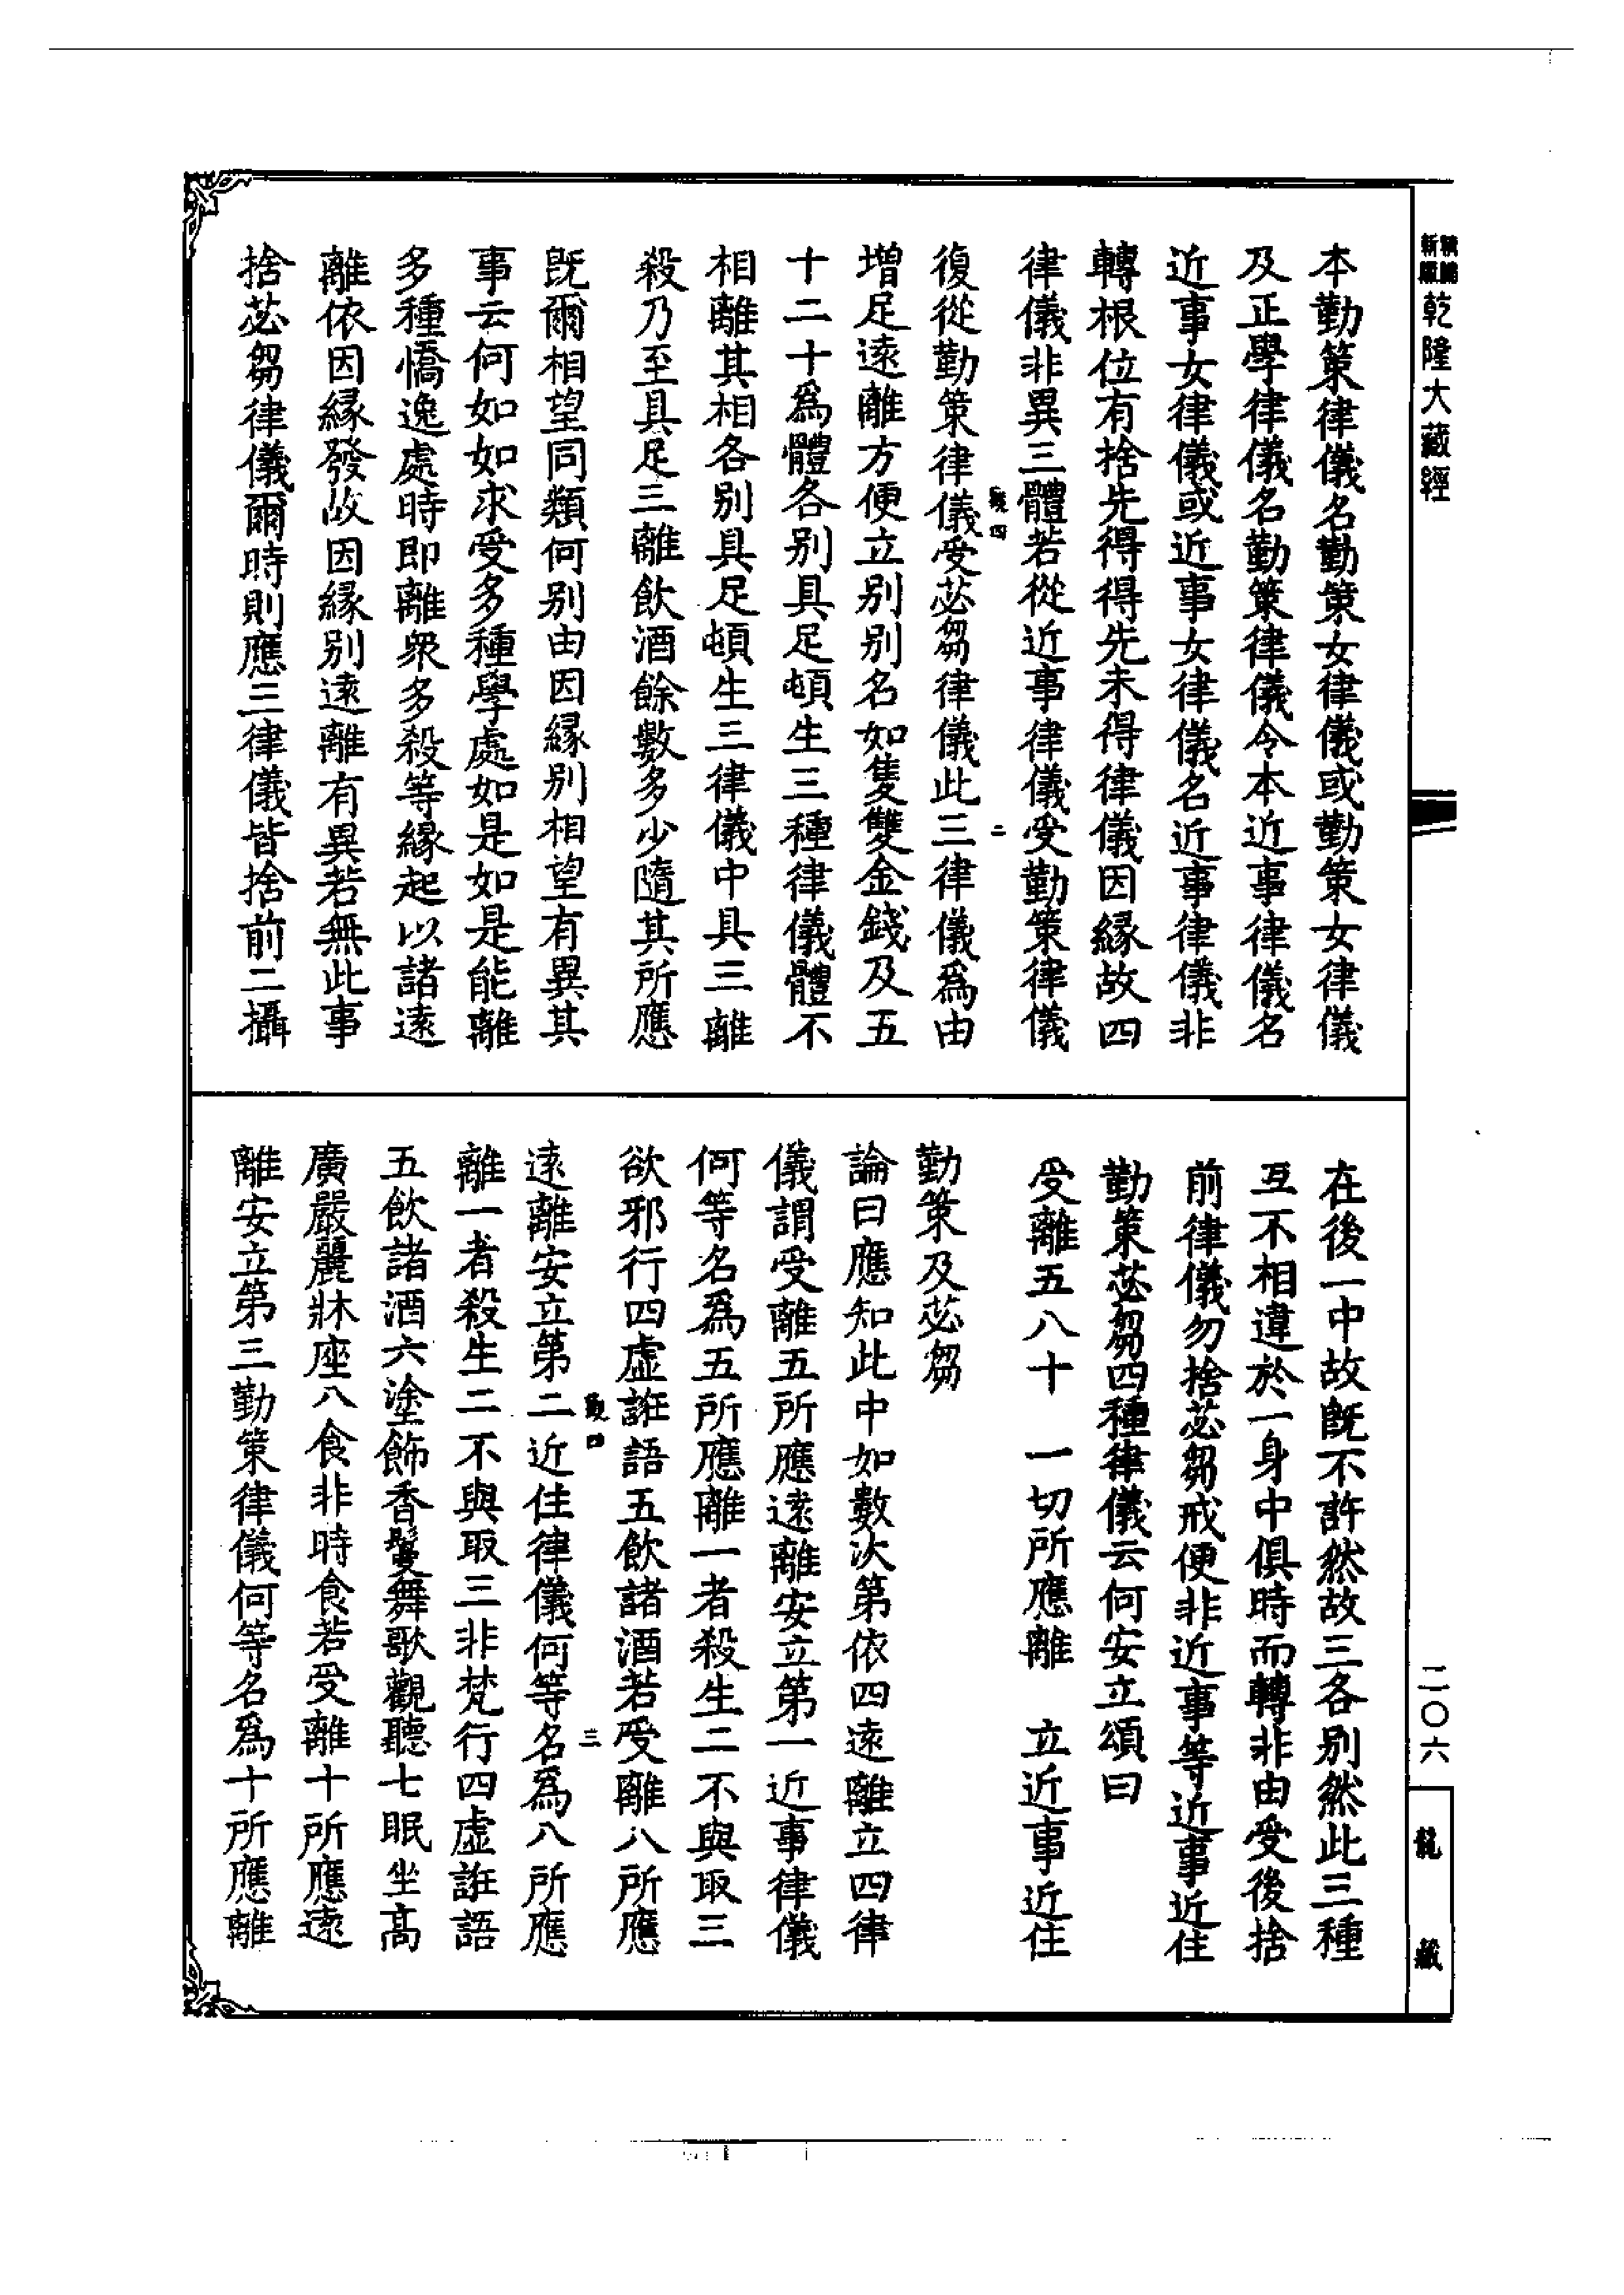 乾隆大藏經
本勤策律儀名勤策女律儀或勤策女律儀
及正學律儀名勤策律儀令本近事律儀名
近事女律儀或近事女律儀名近事律儀非
轉根位有捨先得得先未得律儀因緣故四
律儀非異三體若從近事律儀受勤策律儀
復從勤策律儀受苾芻律儀此三律儀為由
增足遠離方便立別別名如隻雙金錢及五
十二十為體各別具足頓生三種律儀體不
相離其相各別具足頓生三律儀中具三離
殺乃至具足三離飲酒餘數多少隨其所應
既爾相望同類何別由因緣別相望有異其
事云何如如求受多種學處如是如是能離
多種憍逸處時即離眾多殺等緣起以諸遠
離依因緣發故因緣別遠離有異若無此事
捨苾芻律儀爾時則應三律儀皆捨前二攝
在後一中故既不許然故三各別然此三種
互不相違於一身中俱時而轉非由受後捨
前律儀勿捨苾芻戒便非近事等近事近住
勤策苾芻四種律儀云何安立頌曰
受離五八十 一切所應離 立近事近住
勤策及苾芻
論曰應知此中如數次第依四遠離立四律
儀謂受離五所應遠離安立第一近事律儀
何等名為五所應離一者殺生二不與取三
欲邪行四虛誑語五飲諸酒若受離八所應
遠離安立第二近住律儀何等名為八所應
離一者殺生二不與取三非梵行四虛誑語
五飲諸酒六塗飾香鬘舞歌觀聽七眠坐高
廣嚴麗牀座八食非時食若受離十所應遠
離安立第三勤策律儀何等名為十所應離
二〇六